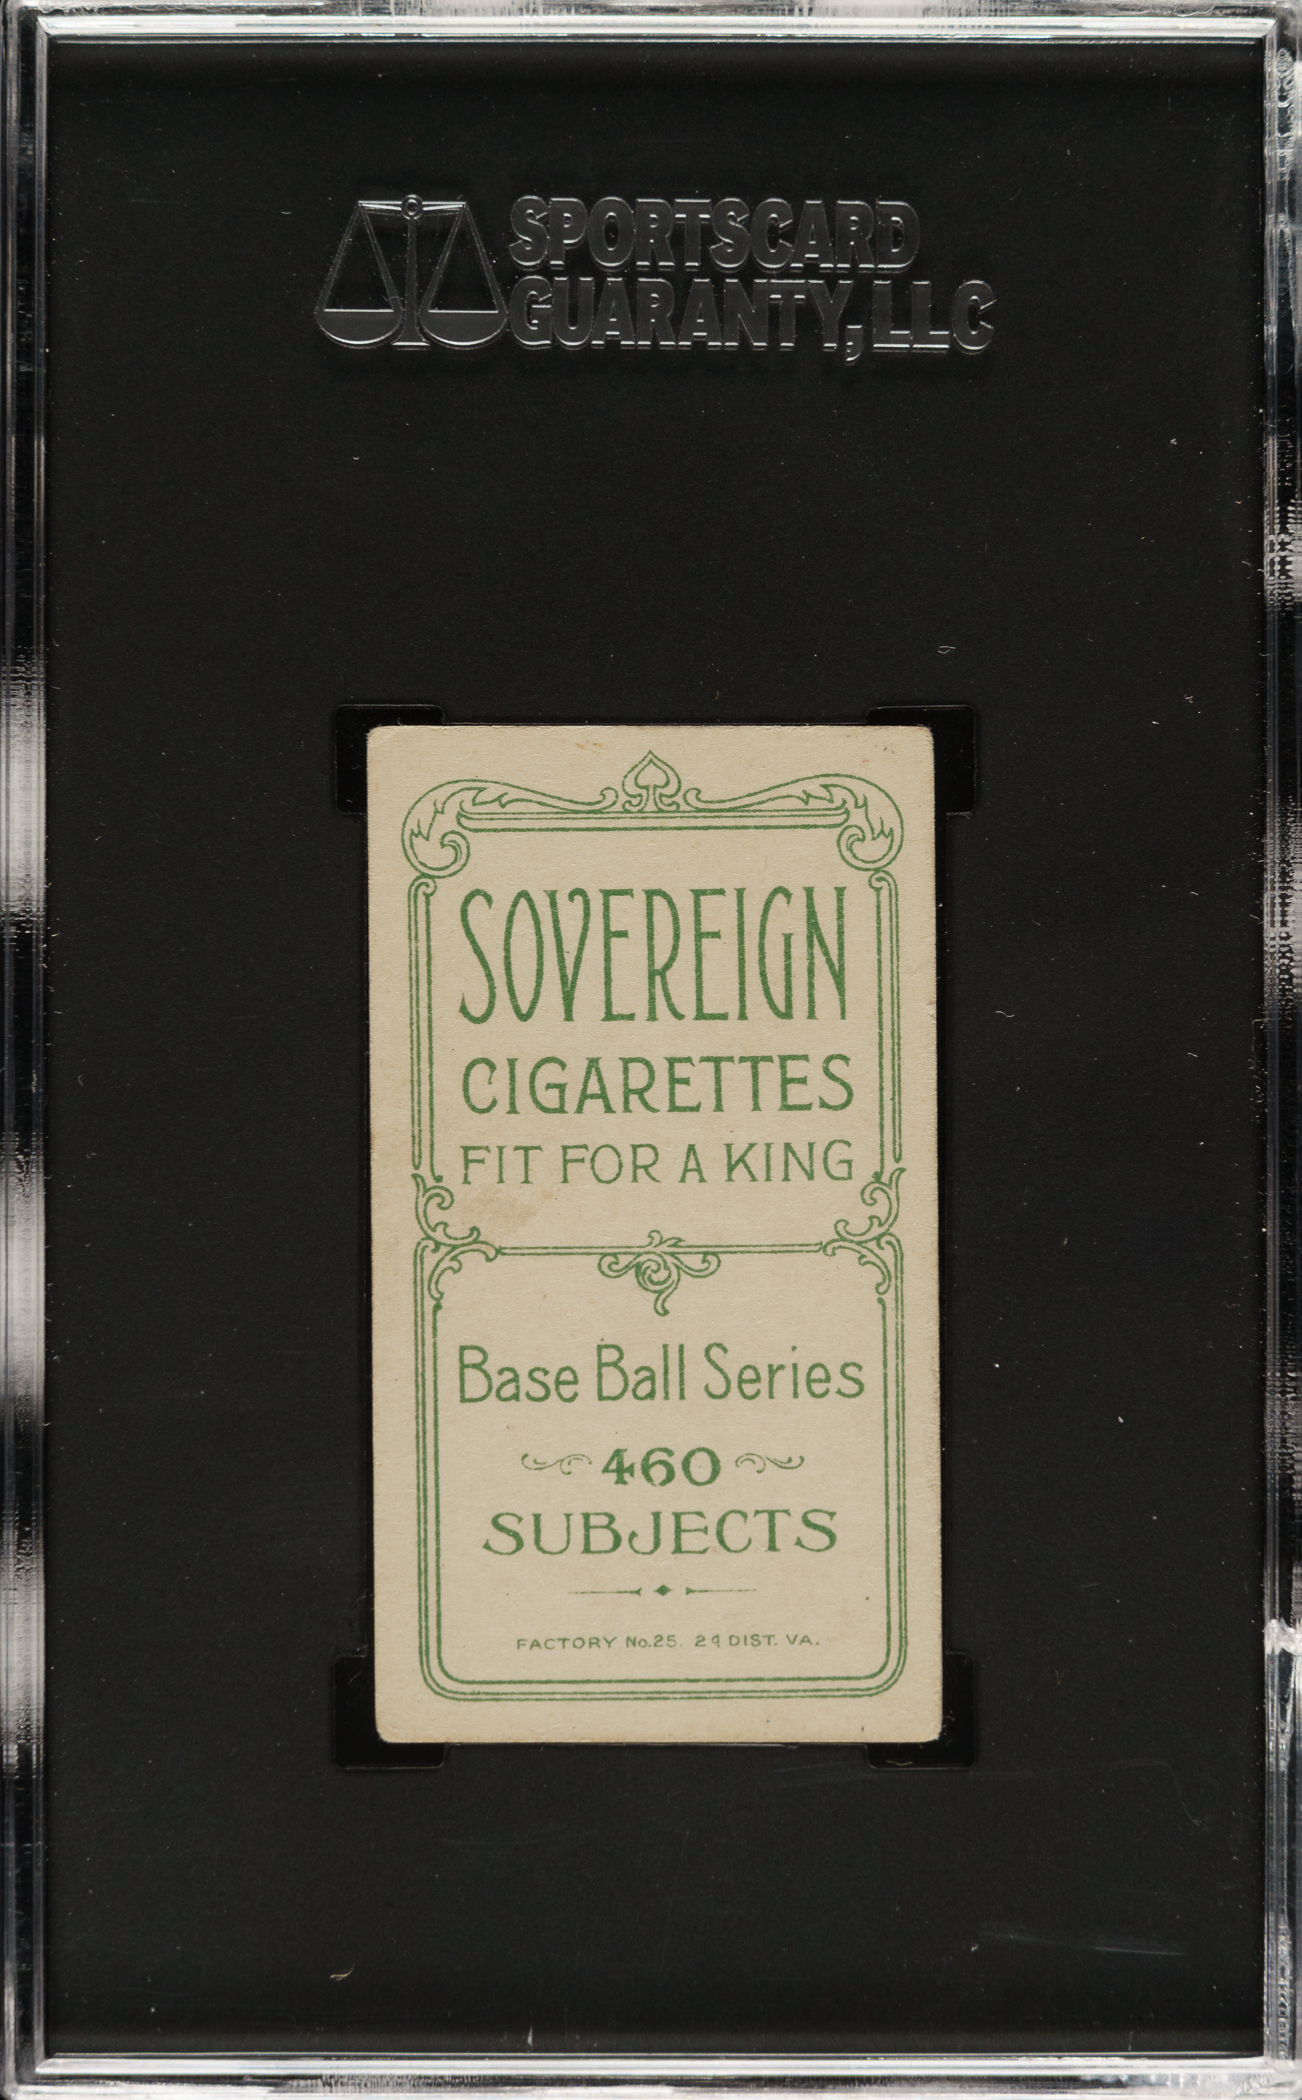 SPORTSCARD
GUARANTY, LLC
SOVEREIGN
CIGARETTES
FIT FOR A KING
Base Ball Series
460
SUBJECTS
FACTORY No. 25. 2d DIST. VA.